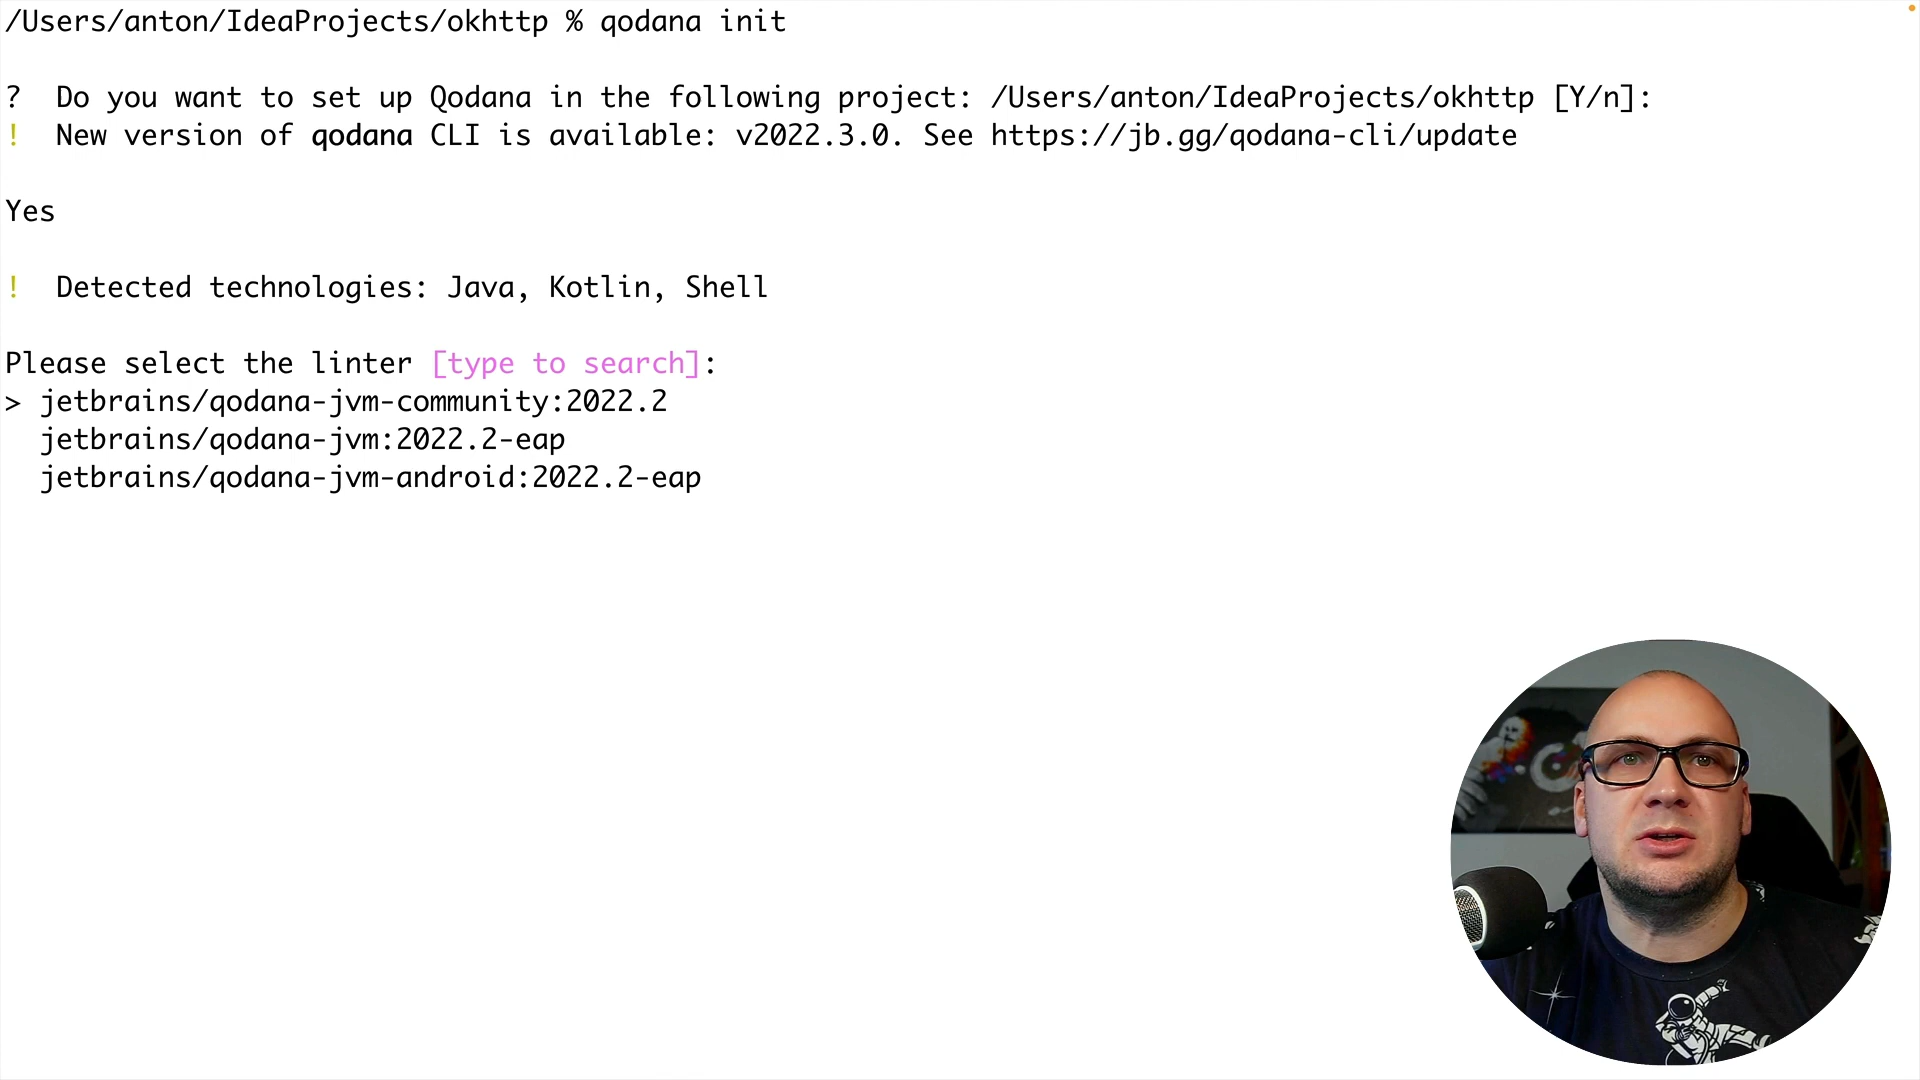 /Users/anton/IdeaProjects/okhttp % qodana init
? Do you want to set up Qodana in the following project: /Users/anton/IdeaProjects/okhttp [Y/n]:
! New version of qodana CLI is available: v2022.3.0. See https://jb.gg/qodana-cli/update
Yes
! Detected technologies: Java, Kotlin, Shell
Please select the linter [type to search]:
> jetbrains/qodana-jvm-community:2022.2
jetbrains/qodana-jvm:2022.2-eap
jetbrains/qodana-jvm-android:2022.2-eap